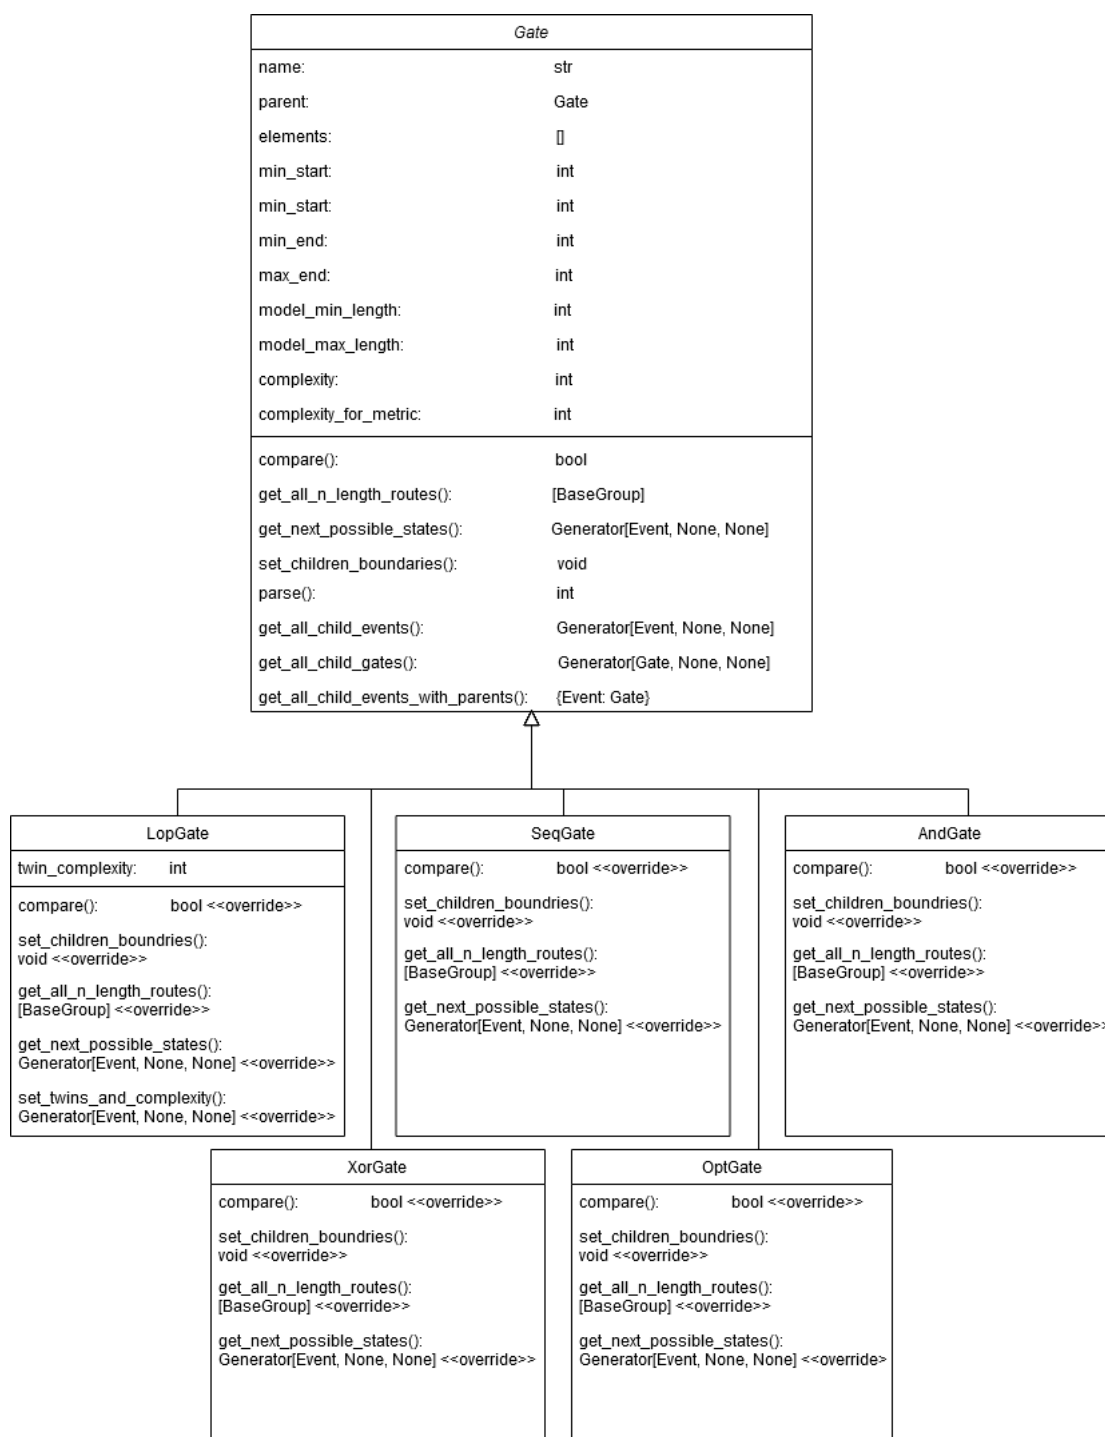 Gate
name: str
parent: Gate
elements: []
min_start: int
min_start: int
min_end: int
max_end: int
model_min_length: int
model_max_length: int
complexity: int
complexity_for_metric: int
compare(): bool
get_all_n_length_routes(): [BaseGroup]
get_next_possible_states(): Generator[Event, None, None]
set_children_boundaries(): void
parse(): int
get_all_child_events(): Generator[Event, None, None]
get_all_child_gates(): Generator[Gate, None, None]
get_all_child_events_with_parents(): {Event: Gate}
LopGate
twin_complexity: int
compare(): bool <<override>>
set_children_boundries():
void <<override>>
get_all_n_length_routes():
[BaseGroup] <<override>>
get_next_possible_states():
Generator[Event, None, None] <<override>>
set_twins_and_complexity():
Generator[Event, None, None] <<override>>
SeqGate
compare(): bool <<override>>
set_children_boundries():
void <<override>>
get_all_n_length_routes():
[BaseGroup] <<override>>
get_next_possible_states():
Generator[Event, None, None] <<override>>
AndGate
compare(): bool <<override>>
set_children_boundries():
void <<override>>
get_all_n_length_routes():
[BaseGroup] <<override>>
get_next_possible_states():
Generator[Event, None, None] <<override>>
XorGate
compare(): bool <<override>>
set_children_boundries():
void <<override>>
get_all_n_length_routes():
[BaseGroup] <<override>>
get_next_possible_states():
Generator[Event, None, None] <<override>>
OptGate
compare(): bool <<override>>
set_children_boundries():
void <<override>>
get_all_n_length_routes():
[BaseGroup] <<override>>
get_next_possible_states():
Generator[Event, None, None] <<override>